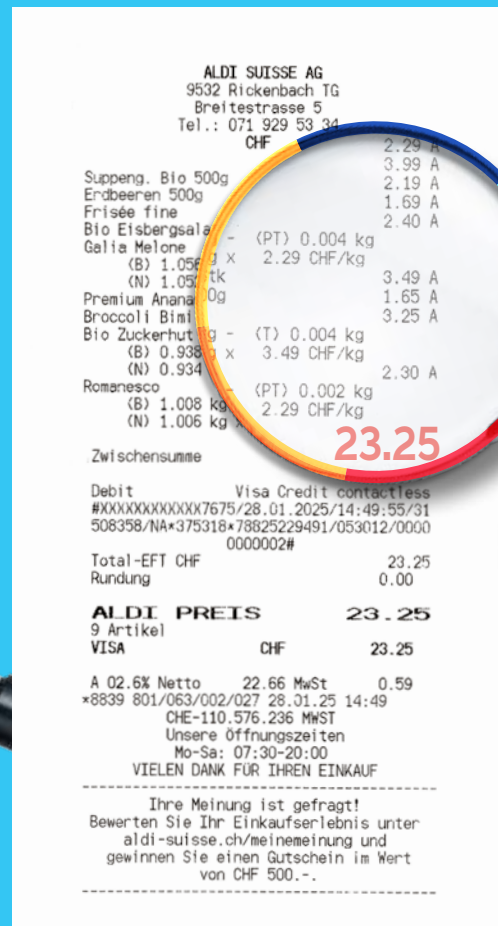 ALDI SUISSE AG
9532 Rickenbach TG
Breitestrasse 5
Tel.: 071 929 53 34
CHF 2.29 A
3.99 A
Suppeng. Bio 500g 2.19 A
Erdbeeren 500g 1.69 A
Frisée fine 2.40 A
Bio Eisbergsala - (PT) 0.004 kg
Galia Melone
(B) 1.056 g x 2.29 CHF/kg
(N) 1.05 tk 3.49 A
Premium Anana 0g 1.65 A
Broccoli Bimi 3.25 A
Bio Zuckerhut g - (T) 0.004 kg
(B) 0.938 g x 3.49 CHF/kg
(N) 0.934 2.30 A
Romanesco - (PT) 0.002 kg
(B) 1.008 kg 2.29 CHF/kg
(N) 1.006 kg x
Zwischensumme 23.25
Debit Visa Credit contactless
#XXXXXXXXXXXX7675/28.01.2025/14:49:55/31
508358/NA*375318*78825229491/053012/0000
0000002#
Total-EFT CHF 23.25
Rundung 0.00
ALDI PREIS 23.25
9 Artikel
VISA CHF 23.25
A 02.6% Netto 22.66 MwSt 0.59
*8839 801/063/002/027 28.01.25 14:49
CHE-110.576.236 MWST
Unsere Öffnungszeiten
Mo-Sa: 07:30-20:00
VIELEN DANK FÜR IHREN EINKAUF
Ihre Meinung ist gefragt!
Bewerten Sie Ihr Einkaufserlebnis unter
aldi-suisse.ch/meinemeinung und
gewinnen Sie einen Gutschein im Wert
von CHF 500.-.